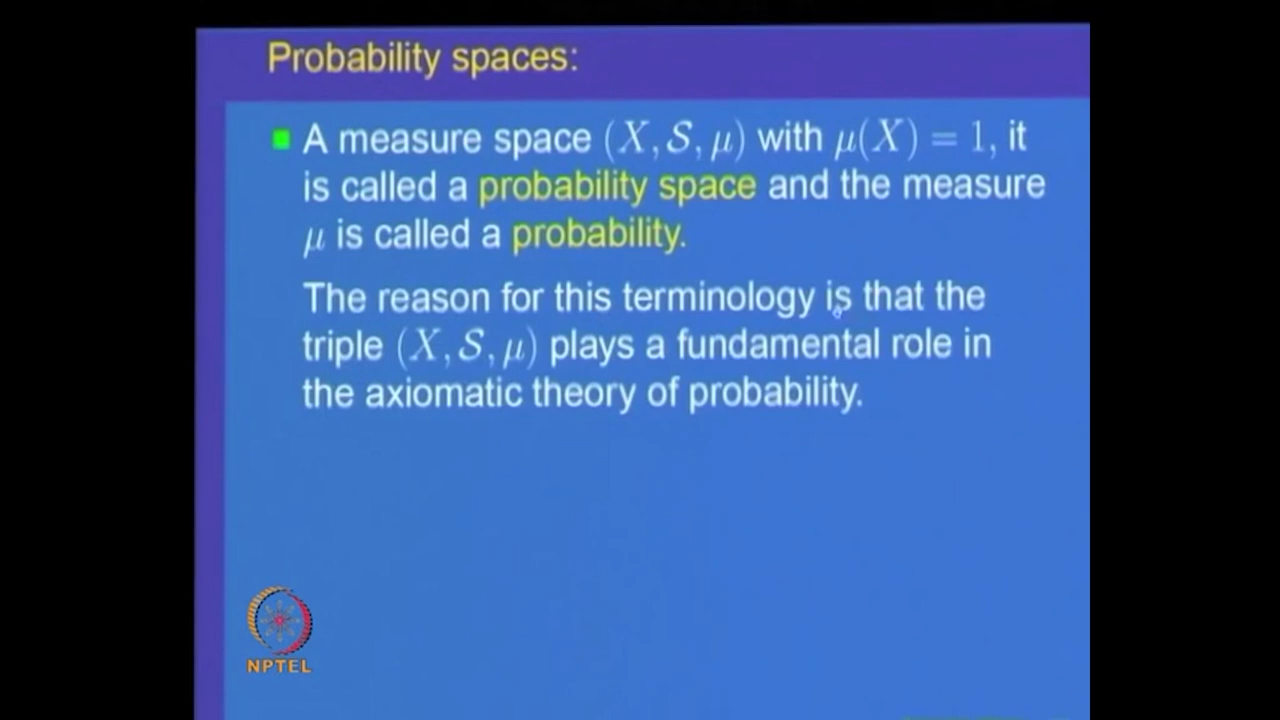 Probability spaces:
A measure space (X, S, μ) with μ(X) = 1, it
is called a probability space and the measure
μ is called a probability.
The reason for this terminology is that the
triple (X, S, μ) plays a fundamental role in
the axiomatic theory of probability.
NPTEL